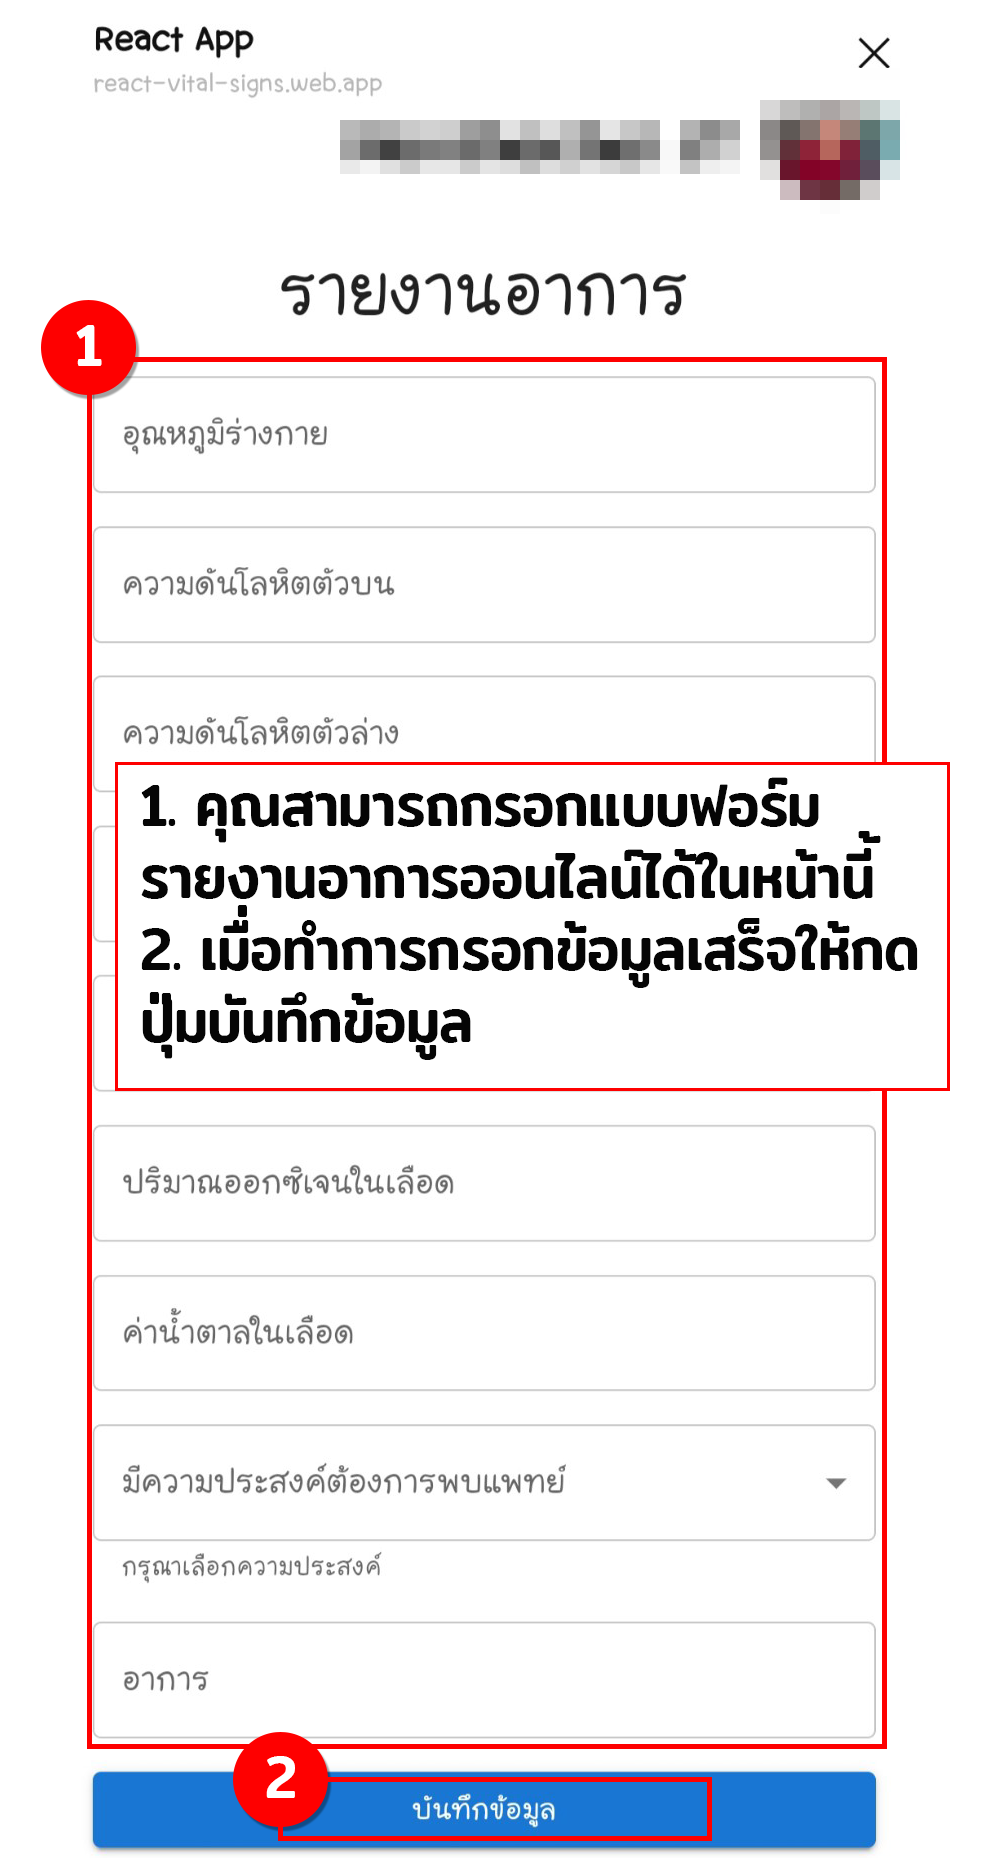 React App
react-vital-signs.web.app
รายงานอาการ
1
อุณหภูมิร่างกาย
ความดันโลหิตตัวบน
ความดันโลหิตตัวล่าง
1. คุณสามารถกรอกแบบฟอร์ม
รายงานอาการออนไลน์ได้ในหน้านี้
2. เมื่อทำการกรอกข้อมูลเสร็จให้กด
ปุ่มบันทึกข้อมูล
ปริมาณออกซิเจนในเลือด
ค่าน้ำตาลในเลือด
มีความประสงค์ต้องการพบแพทย์
กรุณาเลือกความประสงค์
อาการ
2
บันทึกข้อมูล